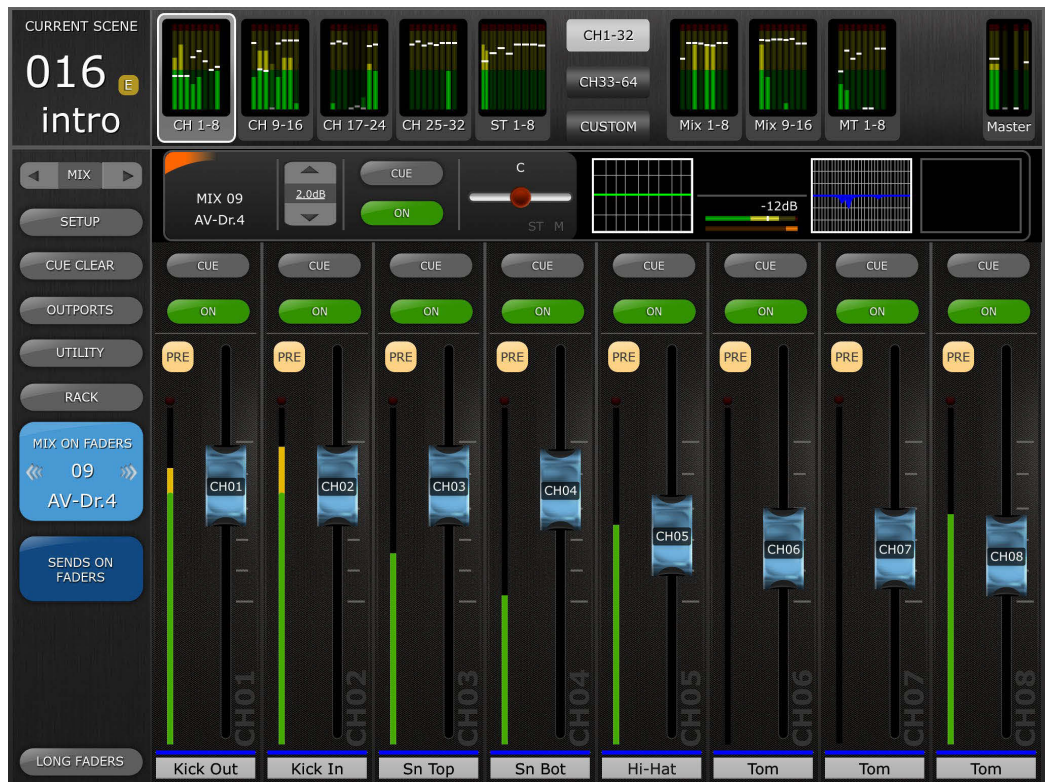 CURRENT SCENE
016 E
intro
CH 1-8 CH 9-16 CH 17-24 CH 25-32 ST 1-8
CH1-32
CH33-64
CUSTOM
Mix 1-8 Mix 9-16 MT 1-8 Master
MIX
SETUP
CUE CLEAR
OUTPORTS
UTILITY
RACK
MIX ON FADERS
09
AV-Dr.4
SENDS ON
FADERS
LONG FADERS
MIX 09
AV-Dr.4
2.0dB
CUE
ON
C
ST M
-12dB
CUE CUE CUE CUE CUE CUE CUE CUE
ON ON ON ON ON ON ON ON
PRE PRE PRE PRE PRE PRE PRE PRE
CH01 CH02 CH03 CH04 CH05 CH06 CH07 CH08
CH01 CH02 CH03 CH04 CH05 CH06 CH07 CH08
Kick Out Kick In Sn Top Sn Bot Hi-Hat Tom Tom Tom